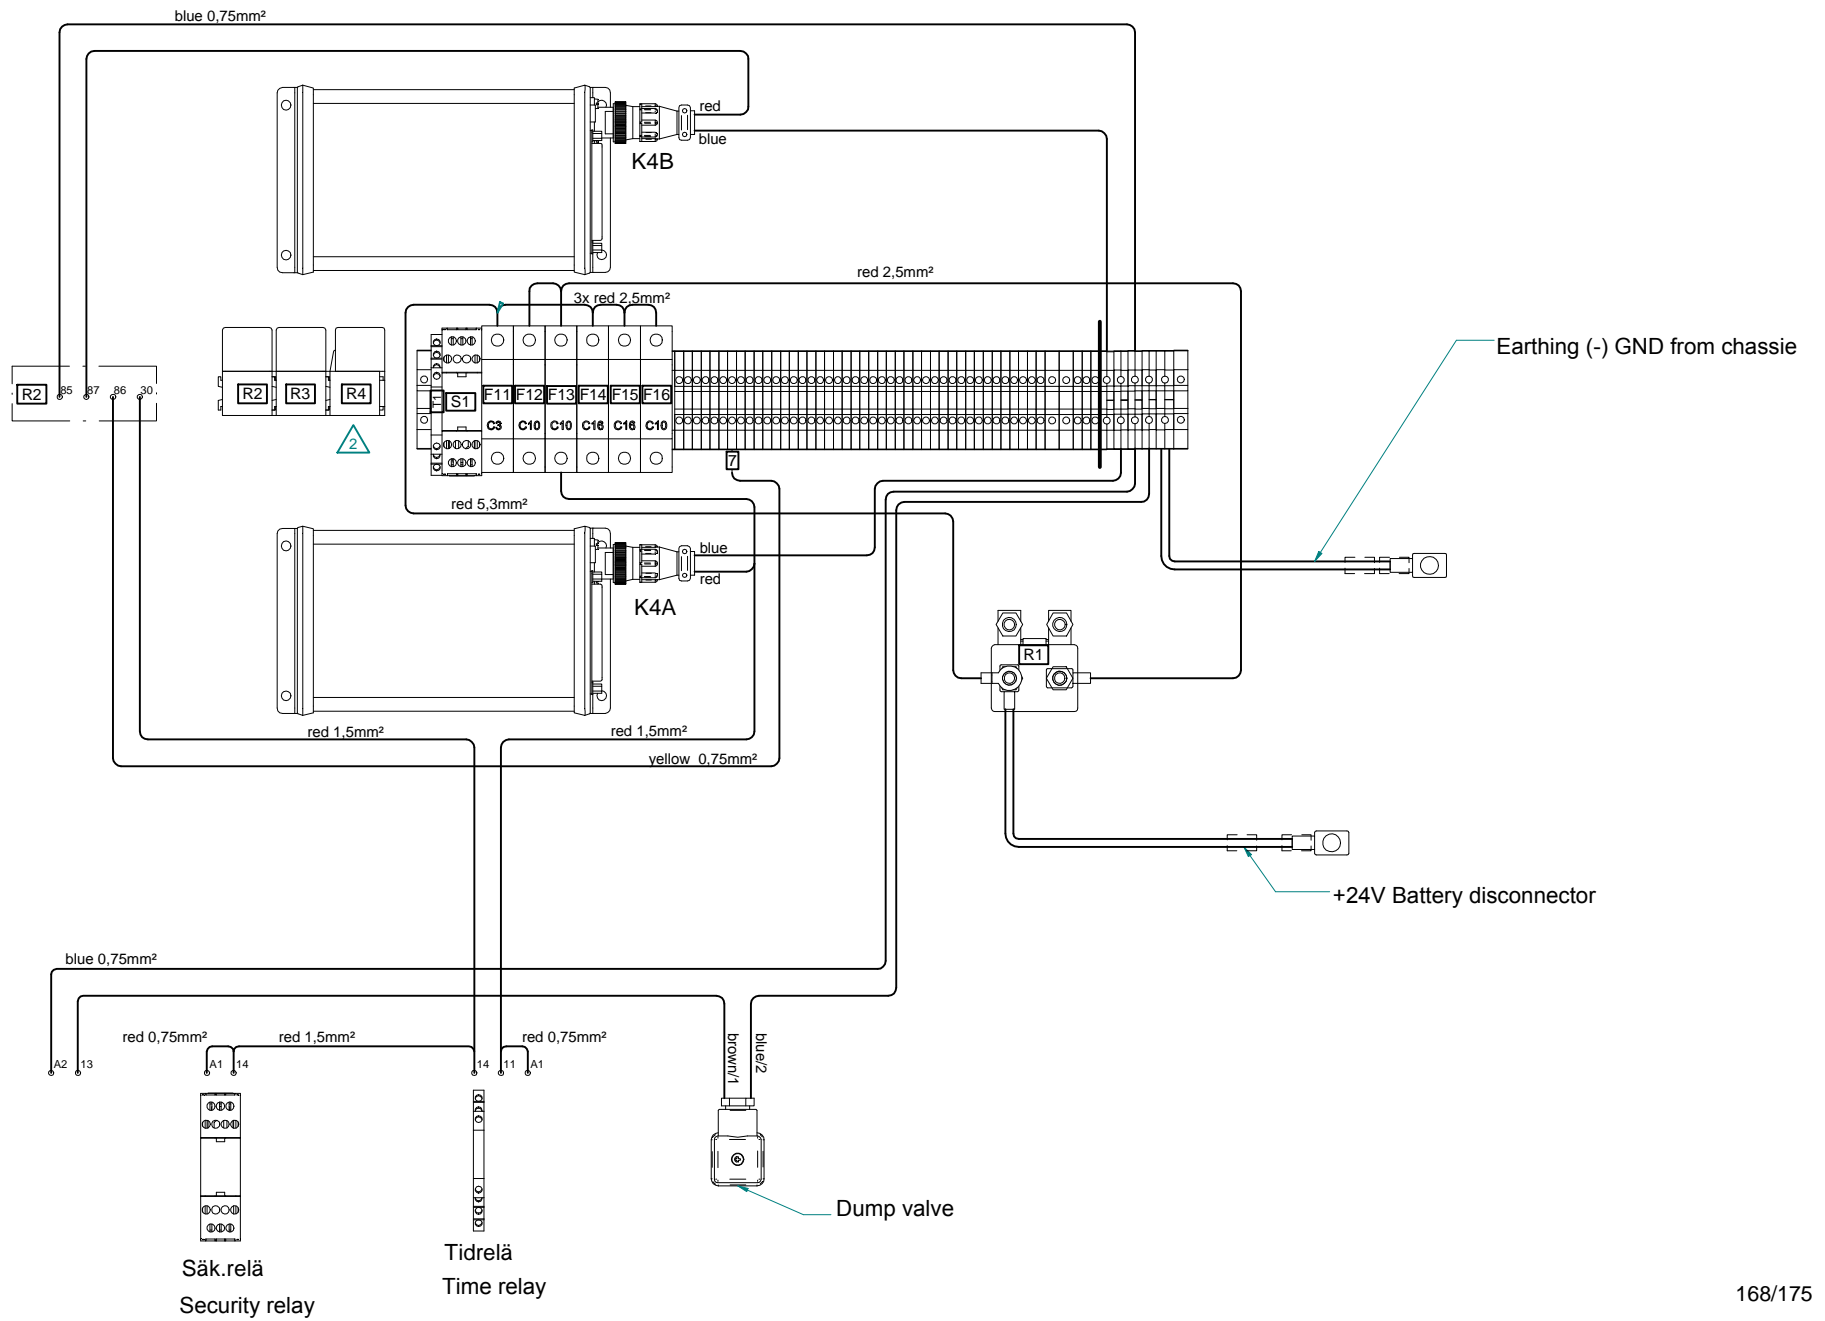 blue 0,75mm²
red
blue
K4B
red 2,5mm²
3x red 2,5mm²
Earthing (-) GND from chassie
R2
85
87
86
30
R2
R3
R4
2
T1
S1
F11
F12
F13
F14
F15
F16
C3
C10
C10
C16
C16
C10
7
red 5,3mm²
blue
red
K4A
R1
red 1,5mm²
red 1,5mm²
yellow 0,75mm²
+24V Battery disconnector
blue 0,75mm²
red 0,75mm²
red 1,5mm²
red 0,75mm²
brown/1
blue/2
A2
13
A1
14
14
11
A1
Dump valve
Säk.relä
Security relay
Tidrelä
Time relay
168/175